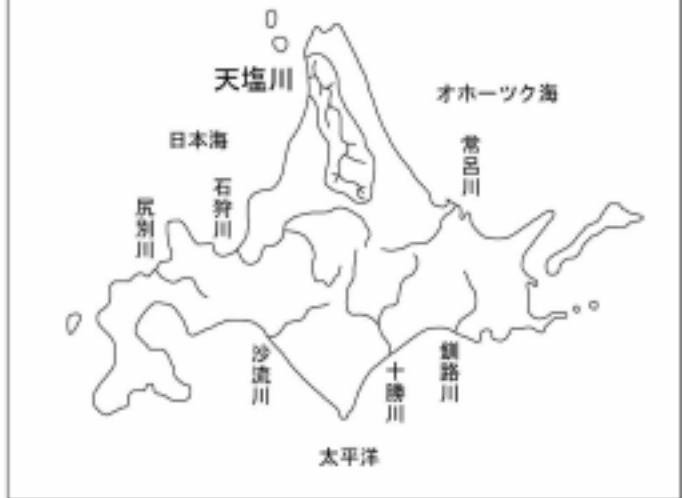 天塩川
オホーツク海
日本海
常呂川
石狩川
尻別川
沙流川
十勝川
釧路川
太平洋